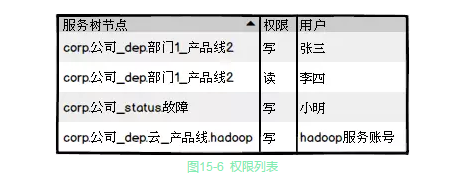 服务树节点 权限 用户
corp.公司_dep.部门1_产品线2 写 张三
corp.公司_dep.部门1_产品线2 读 李四
corp.公司_status.故障 写 小明
corp.公司_dep.云_产品线.hadoop 写 hadoop服务账号
图15-6 权限列表